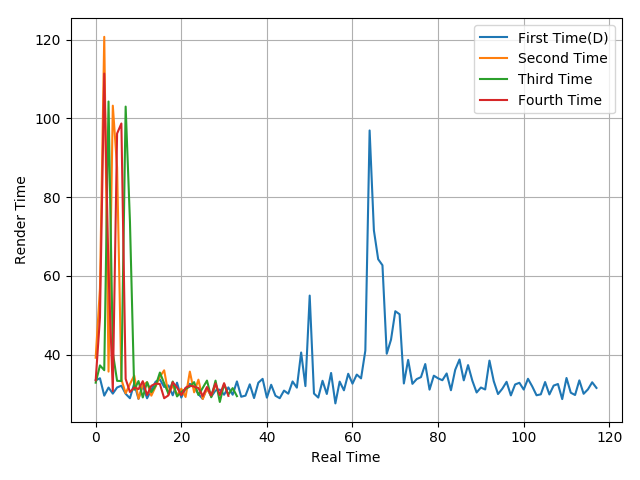 First Time(D)
Second Time
Third Time
Fourth Time
120
100
80
60
40
Render Time
0 20 40 60 80 100 120
Real Time